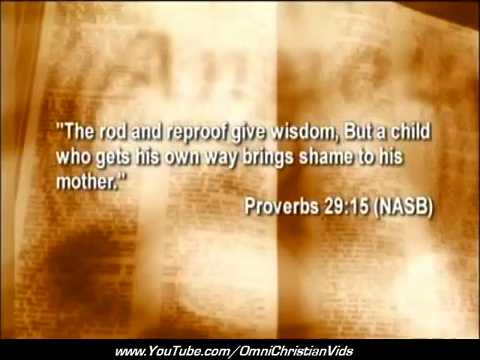 "The rod and reproof give wisdom, But a child
who gets his own way brings shame to his
mother."
Proverbs 29:15 (NASB)
www.YouTube.com/OmniChristianVids